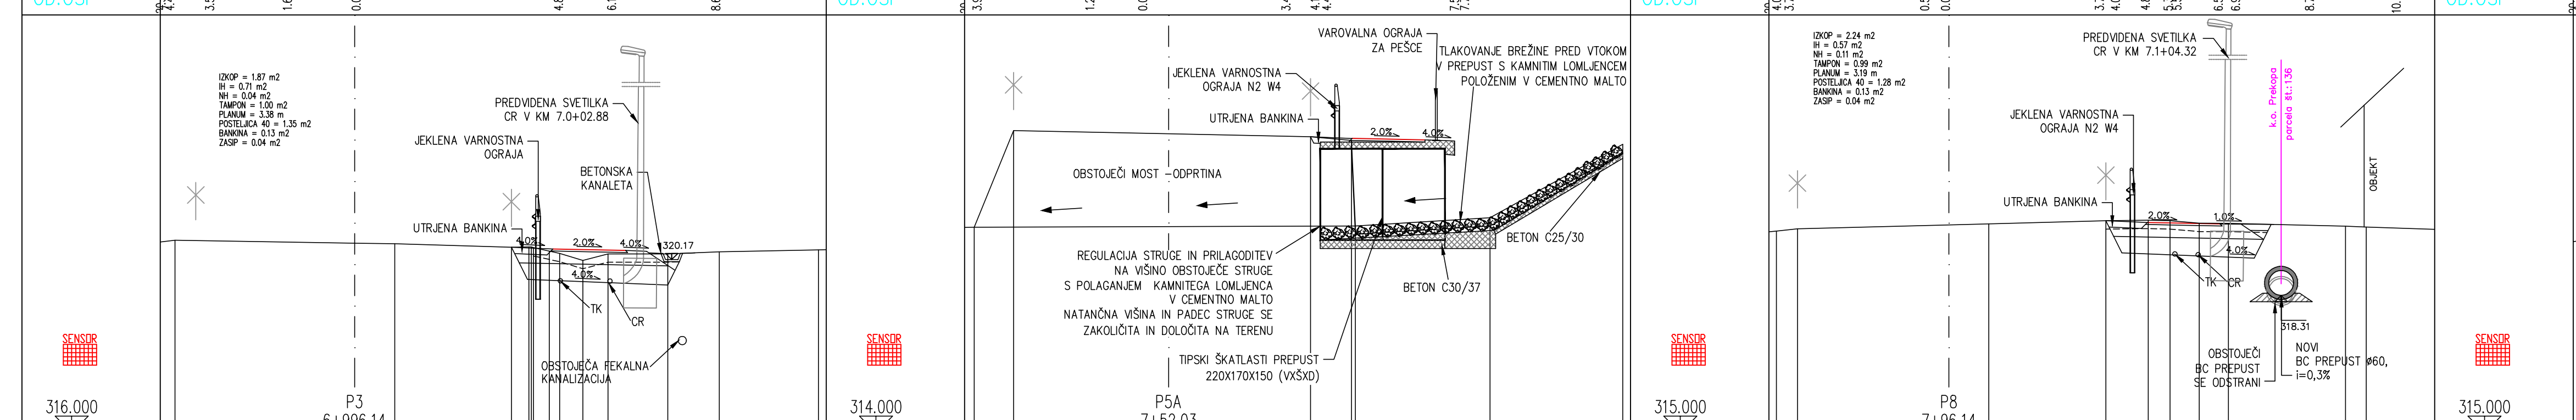 IZKOP = 1.87 m2
IH = 0.71 m2
NH = 0.04 m2
TAMPON = 1.00 m2
PLANUM = 3.38 m
POSTELJICA 40 = 1.35 m2
BANKINA = 0.13 m2
ZASIP = 0.04 m2
PREDVIDENA SVETILKA
CR V KM 7.0+02.88
JEKLENA VARNOSTNA
OGRAJA
BETONSKA
KANALETA
UTRJENA BANKINA
4.0%
2.0%
4.0%
320.17
4.0%
TK
CR
OBSTOJEČA FEKALNA
KANALIZACIJA
SENSOR
316.000
P3
VAROVALNA OGRAJA
ZA PEŠCE
TLAKOVANJE BREŽINE PRED VTOKOM
V PREPUST S KAMNITIM LOMLJENCEM
POLOŽENIM V CEMENTNO MALTO
JEKLENA VARNOSTNA
OGRAJA N2 W4
UTRJENA BANKINA
2.0%
4.0%
OBSTOJEČI MOST -ODPRTINA
BETON C25/30
REGULACIJA STRUGE IN PRILAGODITEV
NA VIŠINO OBSTOJEČE STRUGE
S POLAGANJEM KAMNITEGA LOMLJENCA
V CEMENTNO MALTO
NATANČNA VIŠINA IN PADEC STRUGE SE
ZAKOLIČITA IN DOLOČITA NA TERENU
BETON C30/37
TIPSKI ŠKATLASTI PREPUST
220X170X150 (VXŠXD)
SENSOR
314.000
P5A
IZKOP = 2.24 m2
IH = 0.57 m2
NH = 0.11 m2
TAMPON = 0.99 m2
PLANUM = 3.19 m
POSTELJICA 40 = 1.28 m2
BANKINA = 0.13 m2
ZASIP = 0.04 m2
PREDVIDENA SVETILKA
CR V KM 7.1+04.32
k.o. Prekopa
parcela št.:136
JEKLENA VARNOSTNA
OGRAJA N2 W4
OBJEKT
UTRJENA BANKINA
2.0%
1.0%
4.0%
TK
CR
318.31
OBSTOJEČI
BC PREPUST
SE ODSTRANI
NOVI
BC PREPUST ø60,
i=0,3%
SENSOR
315.000
P8
SENSOR
315.000